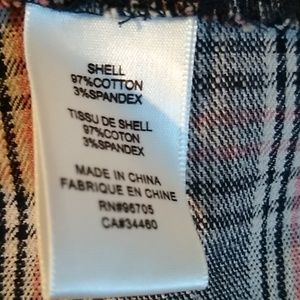 SHELL
97%COTTON
3%SPANDEX
TISSU DE SHELL
97%COTON
3%SPANDEX
MADE IN CHINA
FABRIQUE EN CHINE
RN#96705
CA#34460